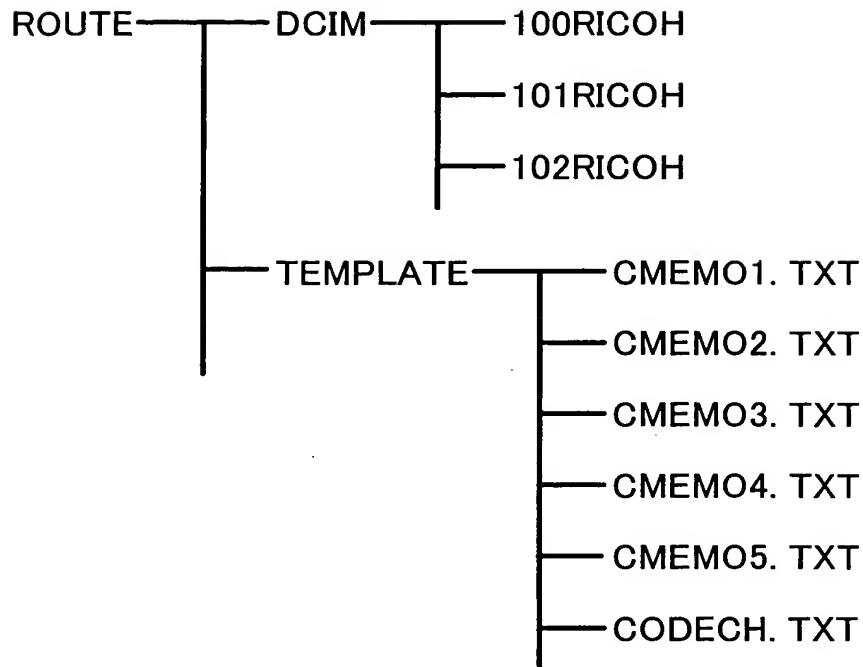 ROUTE DCIM 100RICOH
101RICOH
102RICOH
TEMPLATE CMEMO1. TXT
CMEMO2. TXT
CMEMO3. TXT
CMEMO4. TXT
CMEMO5. TXT
CODECH. TXT